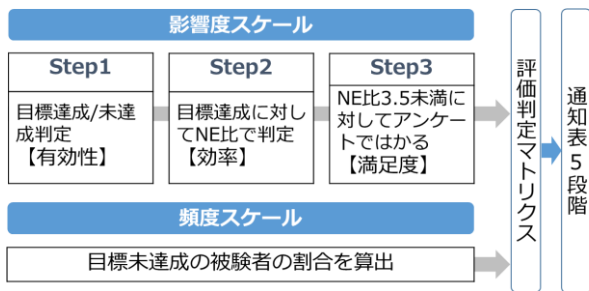 影響度スケール
Step1
目標達成/未達
成判定
【有効性】
Step2
目標達成に対し
てNE比で判定
【効率】
Step3
NE比3.5未満に
対してアンケー
トではかる
【満足度】
頻度スケール
目標未達成の被験者の割合を算出
評価判定マトリクス
通知表5段階